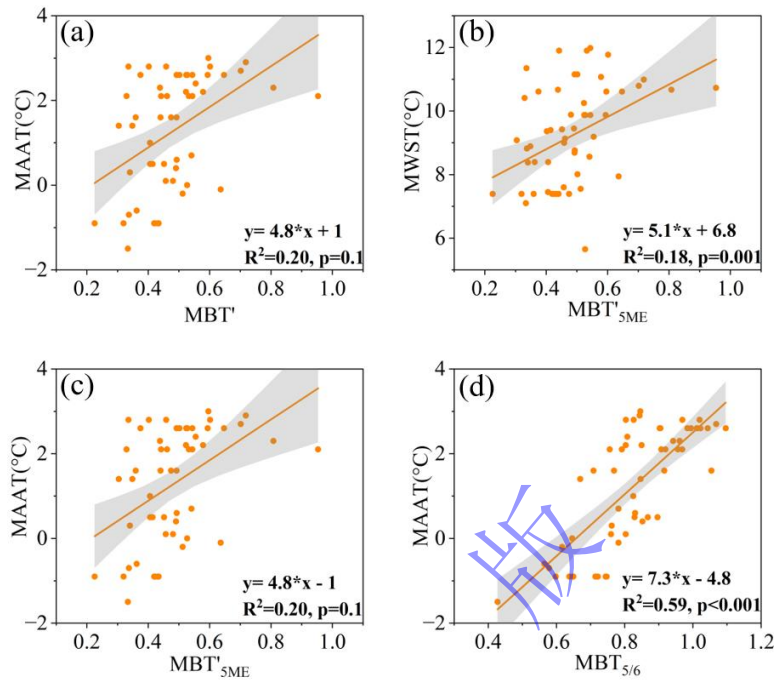 (a)
4
2
0
−2
MAAT(°C)
0.2 0.4 0.6 0.8 1.0
MBT'
y= 4.8*x + 1
R²=0.20, p=0.1
(b)
12
10
8
6
MWST(°C)
0.2 0.4 0.6 0.8 1.0
MBT'5ME
y= 5.1*x + 6.8
R²=0.18, p=0.001
(c)
4
2
0
−2
MAAT(°C)
0.2 0.4 0.6 0.8 1.0
MBT'5ME
y= 4.8*x - 1
R²=0.20, p=0.1
(d)
4
2
0
−2
MAAT(°C)
0.4 0.6 0.8 1.0 1.2
MBT5/6
y= 7.3*x - 4.8
R²=0.59, p<0.001